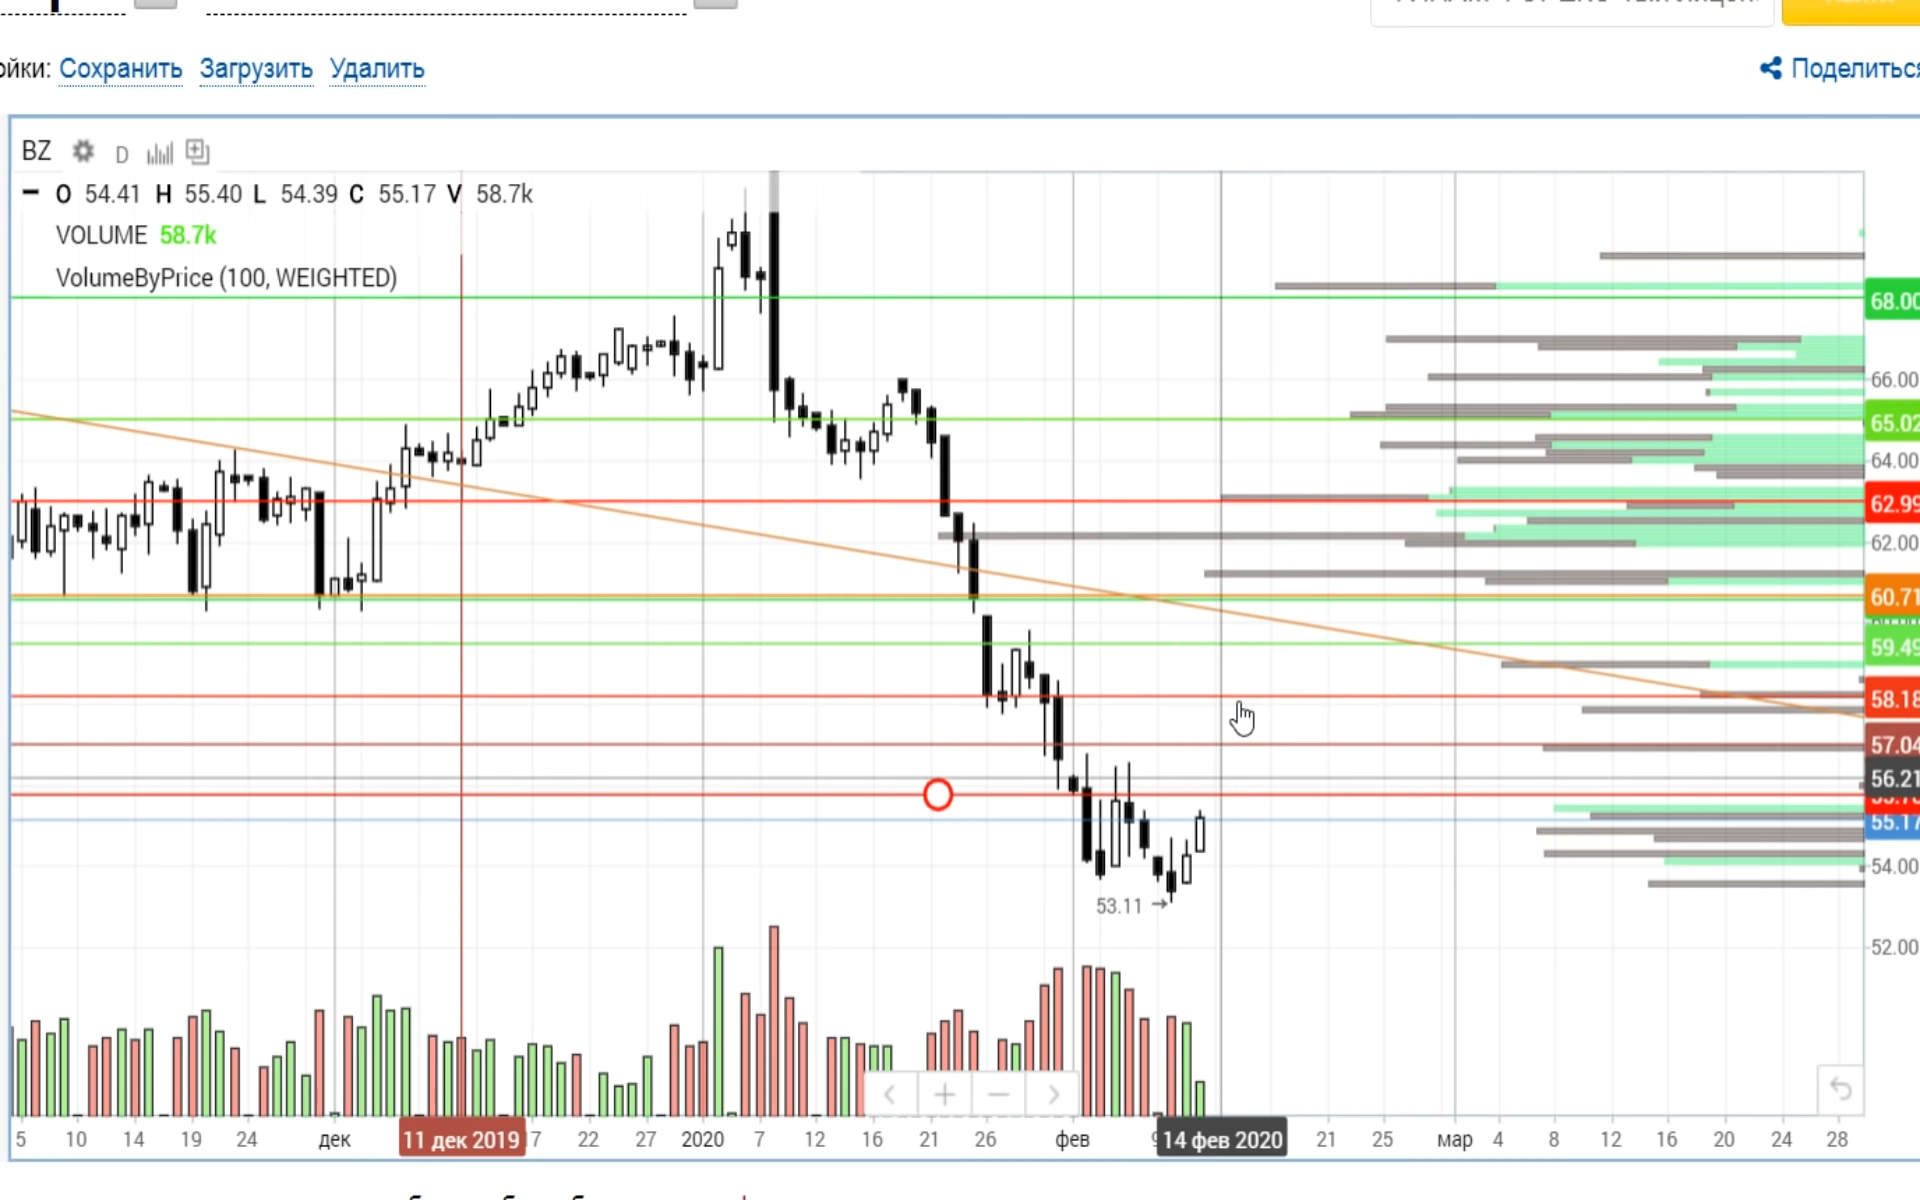 ойки: Сохранить Загрузить Удалить
Поделиться
BZ D
O 54.41 H 55.40 L 54.39 C 55.17 V 58.7k
VOLUME 58.7k
VolumeByPrice (100, WEIGHTED)
68.00
66.00
65.02
64.00
62.99
62.00
60.71
59.49
58.18
57.04
56.21
55.17
54.00
53.11
52.00
5 10 14 19 24 дек 11 дек 2019 17 22 27 2020 7 12 16 21 26 фев 14 фев 2020 21 25 мар 4 8 12 16 20 24 28